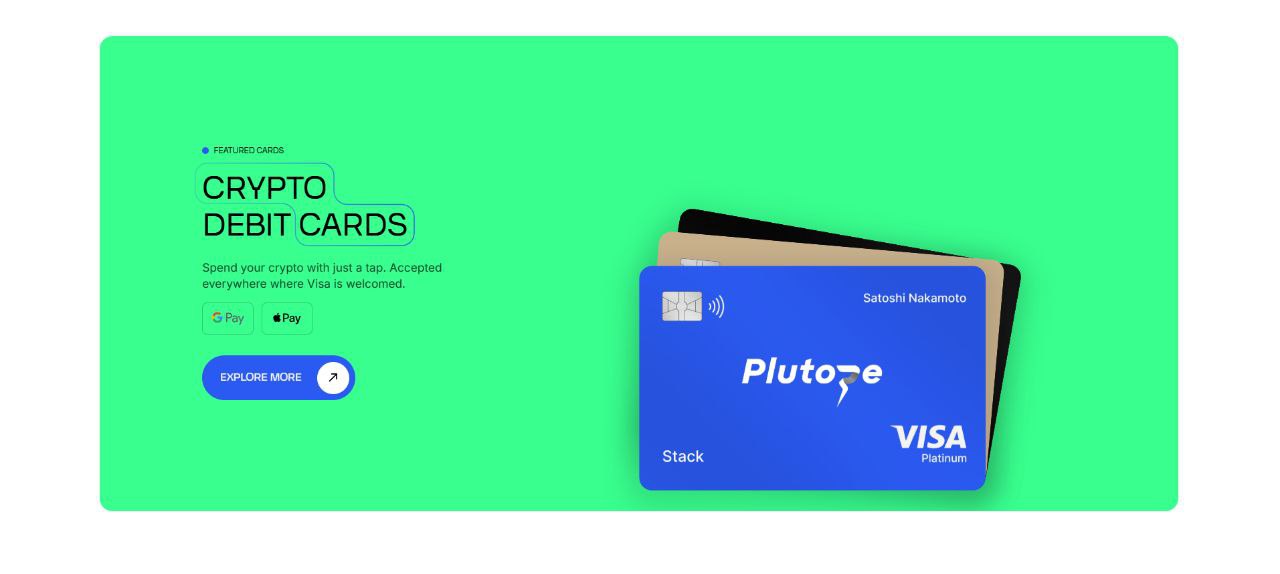 FEATURED CARDS
CRYPTO
DEBIT CARDS
Spend your crypto with just a tap. Accepted
everywhere where Visa is welcomed.
G Pay
Pay
EXPLORE MORE
Satoshi Nakamoto
Plutoze
Stack
VISA
Platinum